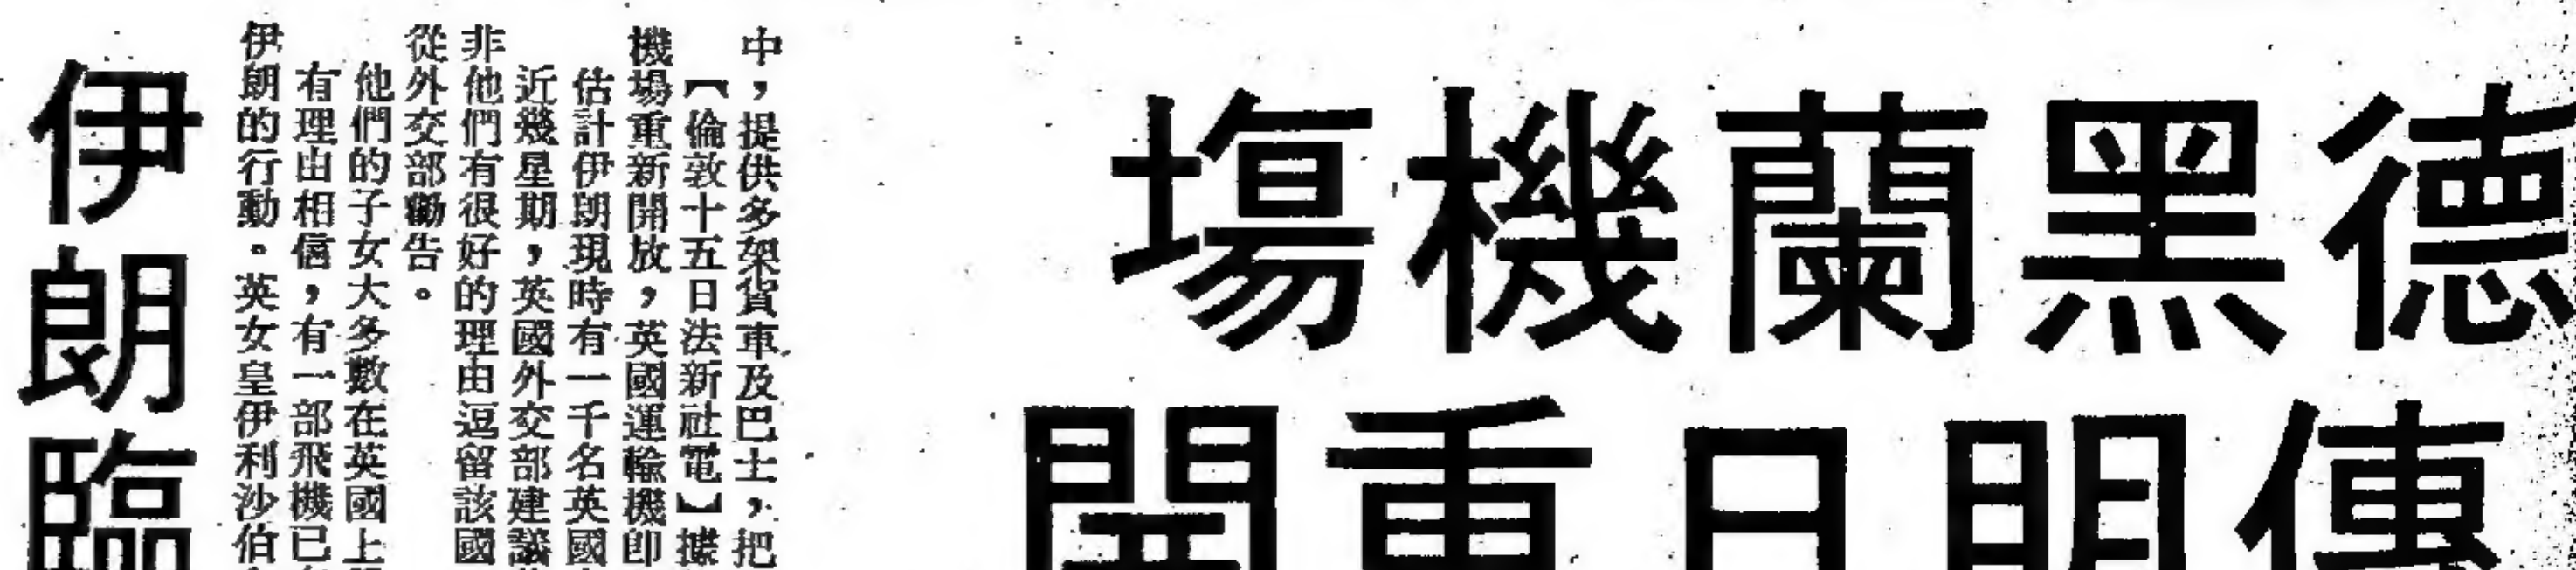 德黑蘭機場
傳明日重開
中，提供多架貨車及巴士，把
【倫敦十五日法新社電】據
機場重新開放，英國運輸機即
估計伊朗現時有一千名英國
近幾星期，英國外交部建議
非他們有很好的理由逗留該國
從外交部勸告。
他們的子女大多數在英國上
有理由相信，有一部飛機已
伊朗的行動。英女皇伊利沙伯
伊朗臨